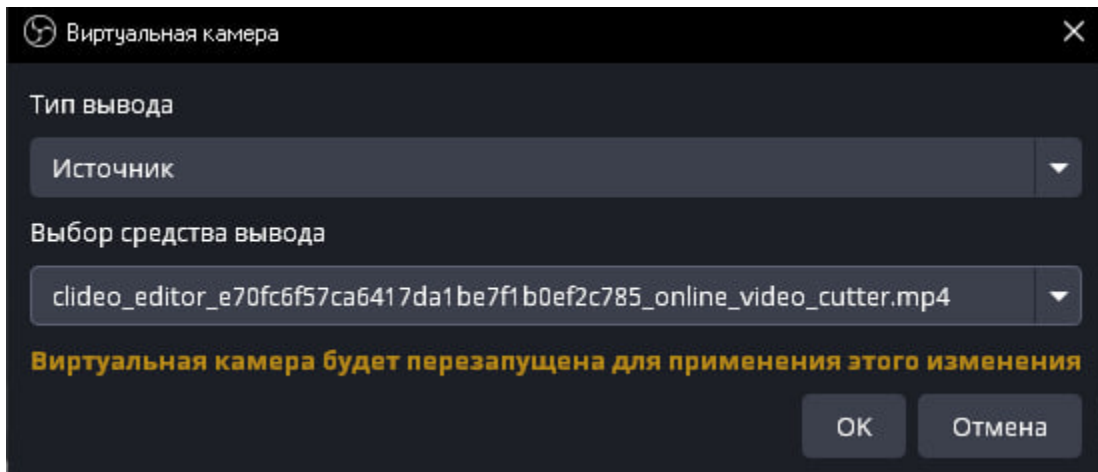 Виртуальная камера
Тип вывода
Источник
Выбор средства вывода
clideo_editor_e70fc6f57ca6417da1be7f1b0ef2c785_online_video_cutter.mp4
Виртуальная камера будет перезапущена для применения этого изменения
OK Отмена